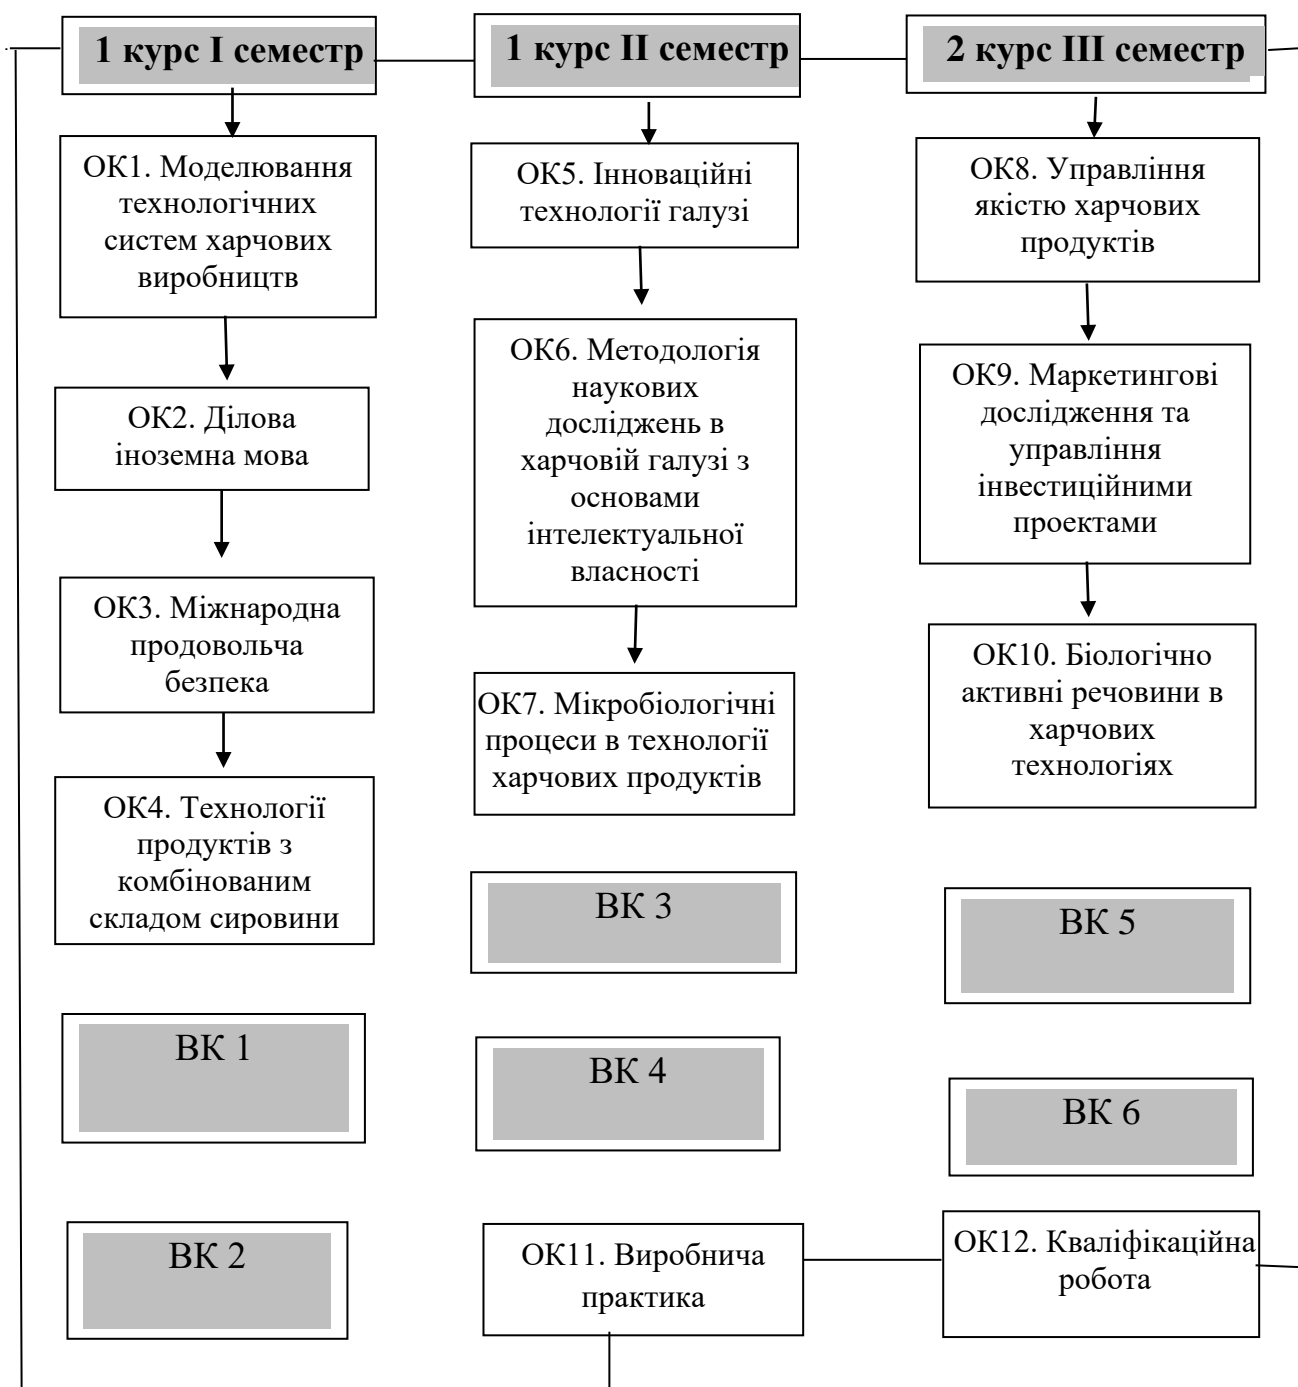 1 курс І семестр
ОК1. Моделювання
технологічних
систем харчових
виробництв
ОК2. Ділова
іноземна мова
ОК3. Міжнародна
продовольча
безпека
ОК4. Технології
продуктів з
комбінованим
складом сировини
ВК 1
ВК 2
1 курс ІІ семестр
ОК5. Інноваційні
технології галузі
ОК6. Методологія
наукових
досліджень в
харчовій галузі з
основами
інтелектуальної
власності
ОК7. Мікробіологічні
процеси в технології
харчових продуктів
ВК 3
ВК 4
ОК11. Виробнича
практика
2 курс ІІІ семестр
ОК8. Управління
якістю харчових
продуктів
ОК9. Маркетингові
дослідження та
управління
інвестиційними
проектами
ОК10. Біологічно
активні речовини в
харчових
технологіях
ВК 5
ВК 6
ОК12. Кваліфікаційна
робота